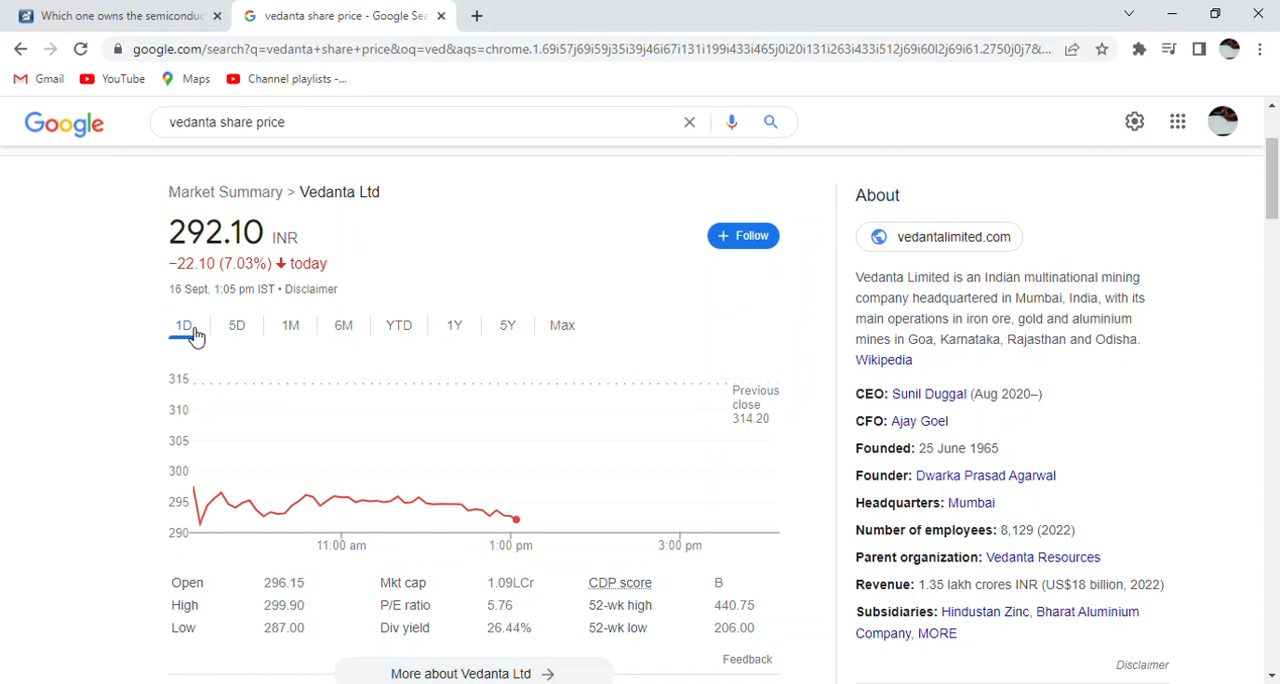 Which one owns the semiconduc
vedanta share price - Google Sea
google.com/search?q=vedanta+share+price&oq=ved&aqs=chrome.1.69i57j69i59j35i39j46i67i131i199i433i465j0i20i131i263i433i512j69i60l2j69i61.2750j0j7&...
Gmail
YouTube
Maps
Channel playlists -...
Google
vedanta share price
Market Summary > Vedanta Ltd
292.10 INR
+ Follow
−22.10 (7.03%) ↓ today
16 Sept, 1:05 pm IST • Disclaimer
1D 5D 1M 6M YTD 1Y 5Y Max
315
310
305
300
295
290
Previous
close
314.20
11:00 am 1:00 pm 3:00 pm
Open 296.15 Mkt cap 1.09LCr CDP score B
High 299.90 P/E ratio 5.76 52-wk high 440.75
Low 287.00 Div yield 26.44% 52-wk low 206.00
Feedback
More about Vedanta Ltd →
About
vedantalimited.com
Vedanta Limited is an Indian multinational mining
company headquartered in Mumbai, India, with its
main operations in iron ore, gold and aluminium
mines in Goa, Karnataka, Rajasthan and Odisha.
Wikipedia
CEO: Sunil Duggal (Aug 2020–)
CFO: Ajay Goel
Founded: 25 June 1965
Founder: Dwarka Prasad Agarwal
Headquarters: Mumbai
Number of employees: 8,129 (2022)
Parent organization: Vedanta Resources
Revenue: 1.35 lakh crores INR (US$18 billion, 2022)
Subsidiaries: Hindustan Zinc, Bharat Aluminium
Company, MORE
Disclaimer